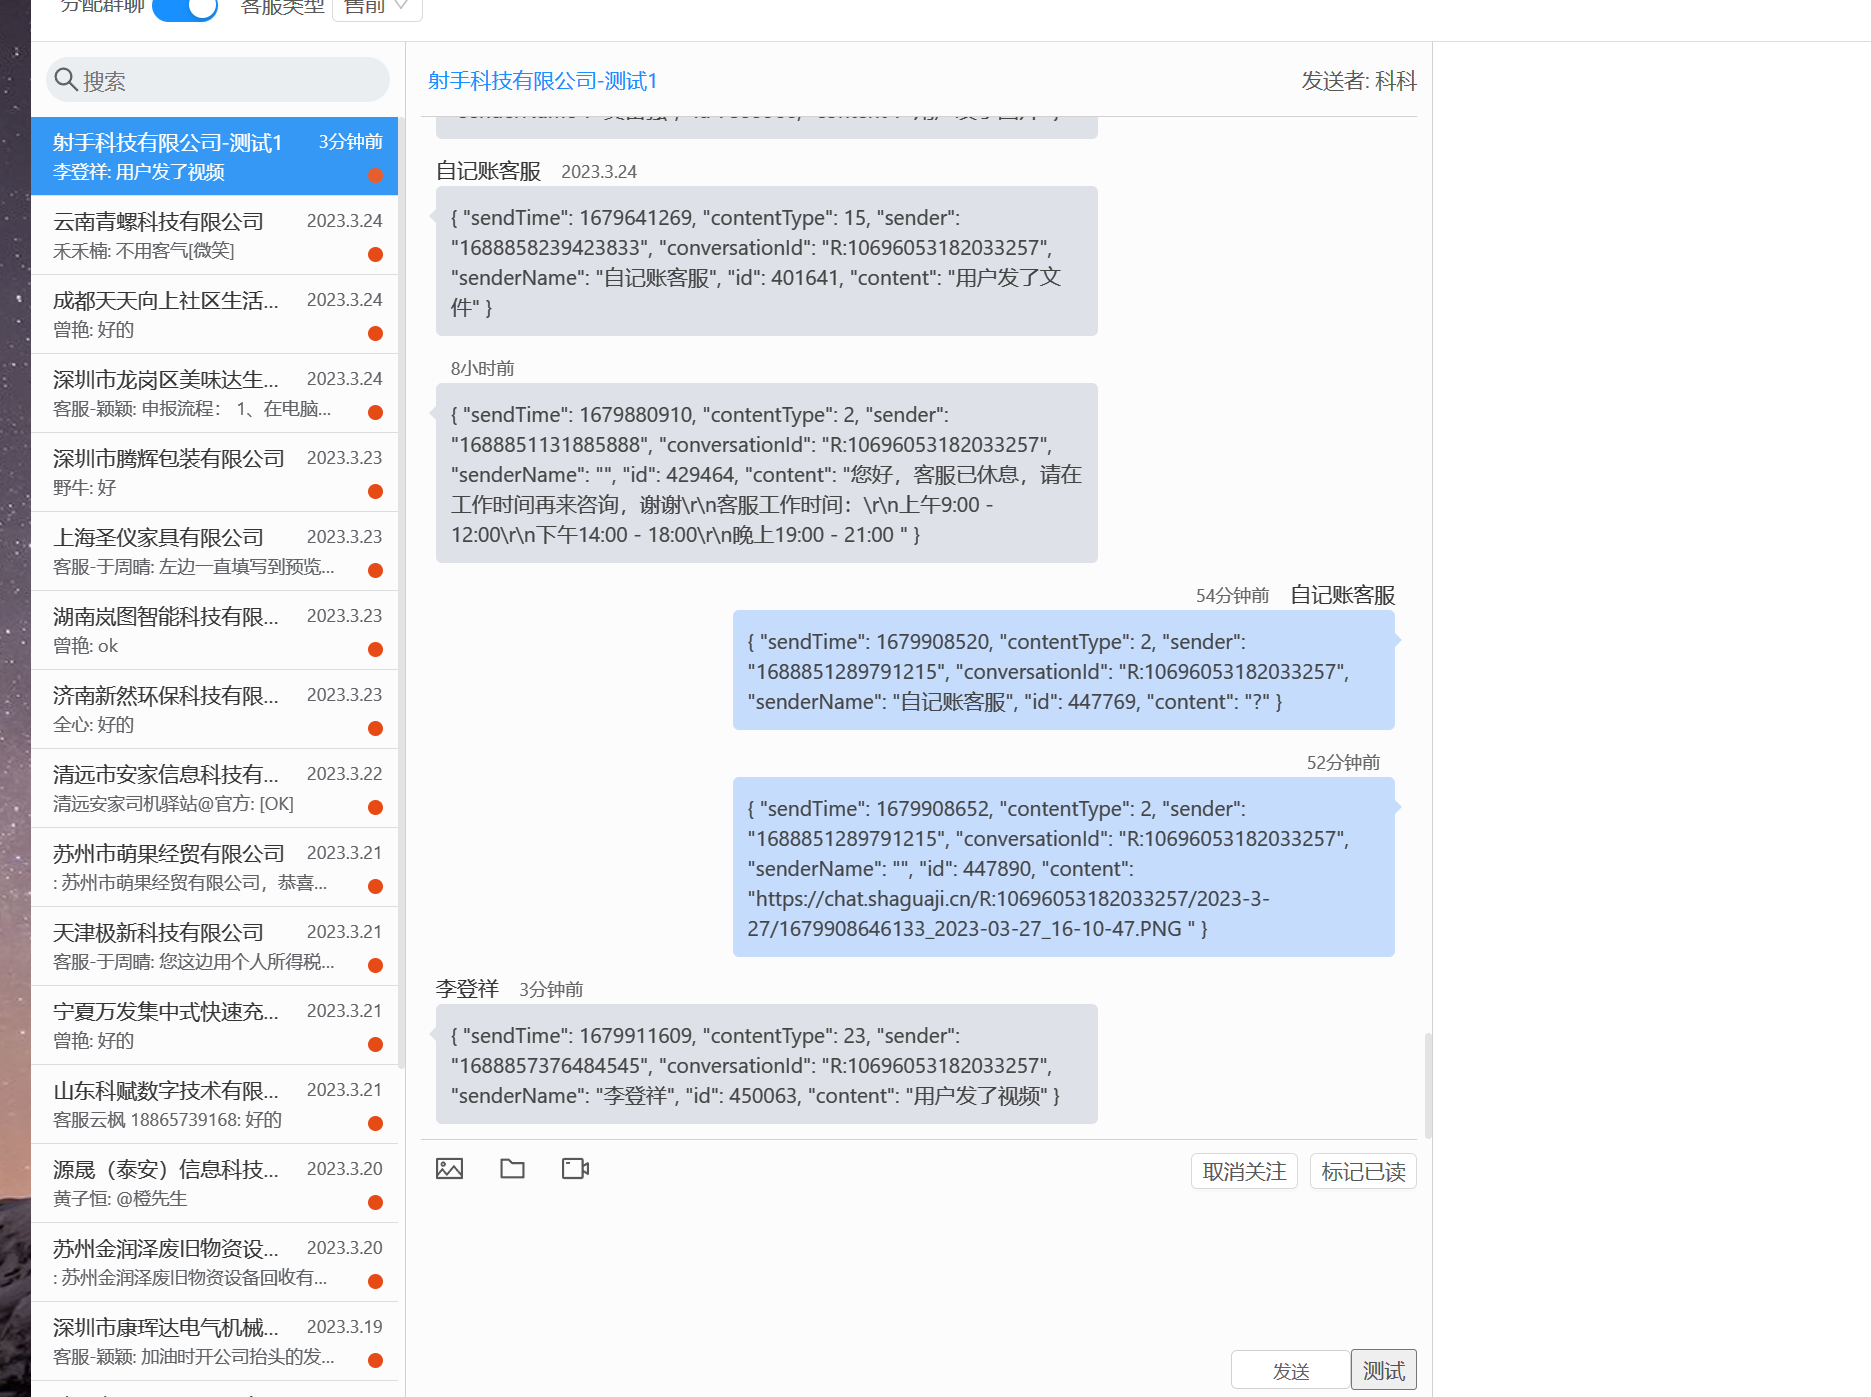 分配群聊 客服类型 售前
搜索
射手科技有限公司-测试1 3分钟前
李登祥: 用户发了视频
云南青螺科技有限公司 2023.3.24
禾禾楠: 不用客气[微笑]
成都天天向上社区生活... 2023.3.24
曾艳: 好的
深圳市龙岗区美味达生... 2023.3.24
客服-颖颖: 申报流程： 1、在电脑...
深圳市腾辉包装有限公司 2023.3.23
野牛: 好
上海圣仪家具有限公司 2023.3.23
客服-于周晴: 左边一直填写到预览...
湖南岚图智能科技有限... 2023.3.23
曾艳: ok
济南新然环保科技有限... 2023.3.23
全心: 好的
清远市安家信息科技有... 2023.3.22
清远安家司机驿站@官方: [OK]
苏州市萌果经贸有限公司 2023.3.21
: 苏州市萌果经贸有限公司，恭喜...
天津极新科技有限公司 2023.3.21
客服-于周晴: 您这边用个人所得税...
宁夏万发集中式快速充... 2023.3.21
曾艳: 好的
山东科赋数字技术有限... 2023.3.21
客服云枫 18865739168: 好的
源晟（泰安）信息科技... 2023.3.20
黄子恒: @橙先生
苏州金润泽废旧物资设... 2023.3.20
: 苏州金润泽废旧物资设备回收有...
深圳市康珲达电气机械... 2023.3.19
客服-颖颖: 加油时开公司抬头的发...
射手科技有限公司-测试1 发送者: 科科
自记账客服 2023.3.24
{ "sendTime": 1679641269, "contentType": 15, "sender":
"1688858239423833", "conversationId": "R:10696053182033257",
"senderName": "自记账客服", "id": 401641, "content": "用户发了文
件" }
8小时前
{ "sendTime": 1679880910, "contentType": 2, "sender":
"1688851131885888", "conversationId": "R:10696053182033257",
"senderName": "", "id": 429464, "content": "您好，客服已休息，请在
工作时间再来咨询，谢谢\r\n客服工作时间：\r\n上午9:00 -
12:00\r\n下午14:00 - 18:00\r\n晚上19:00 - 21:00 " }
54分钟前 自记账客服
{ "sendTime": 1679908520, "contentType": 2, "sender":
"1688851289791215", "conversationId": "R:10696053182033257",
"senderName": "自记账客服", "id": 447769, "content": "?" }
52分钟前
{ "sendTime": 1679908652, "contentType": 2, "sender":
"1688851289791215", "conversationId": "R:10696053182033257",
"senderName": "", "id": 447890, "content":
"https://chat.shaguaji.cn/R:10696053182033257/2023-3-
27/1679908646133_2023-03-27_16-10-47.PNG " }
李登祥 3分钟前
{ "sendTime": 1679911609, "contentType": 23, "sender":
"1688857376484545", "conversationId": "R:10696053182033257",
"senderName": "李登祥", "id": 450063, "content": "用户发了视频" }
取消关注 标记已读
发送 测试